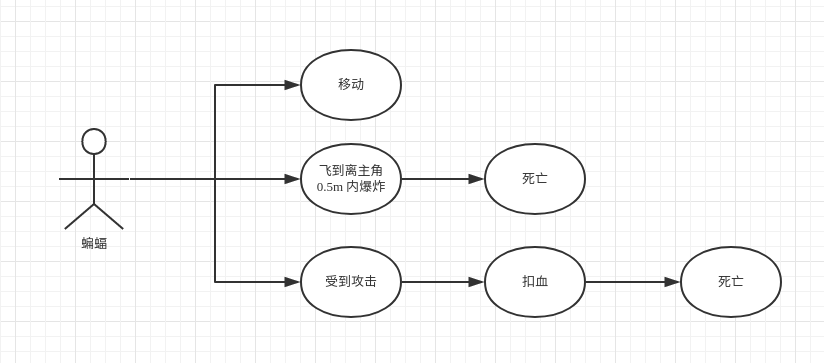 移动
飞到离主角
0.5m 内爆炸
死亡
蝙蝠
受到攻击
扣血
死亡